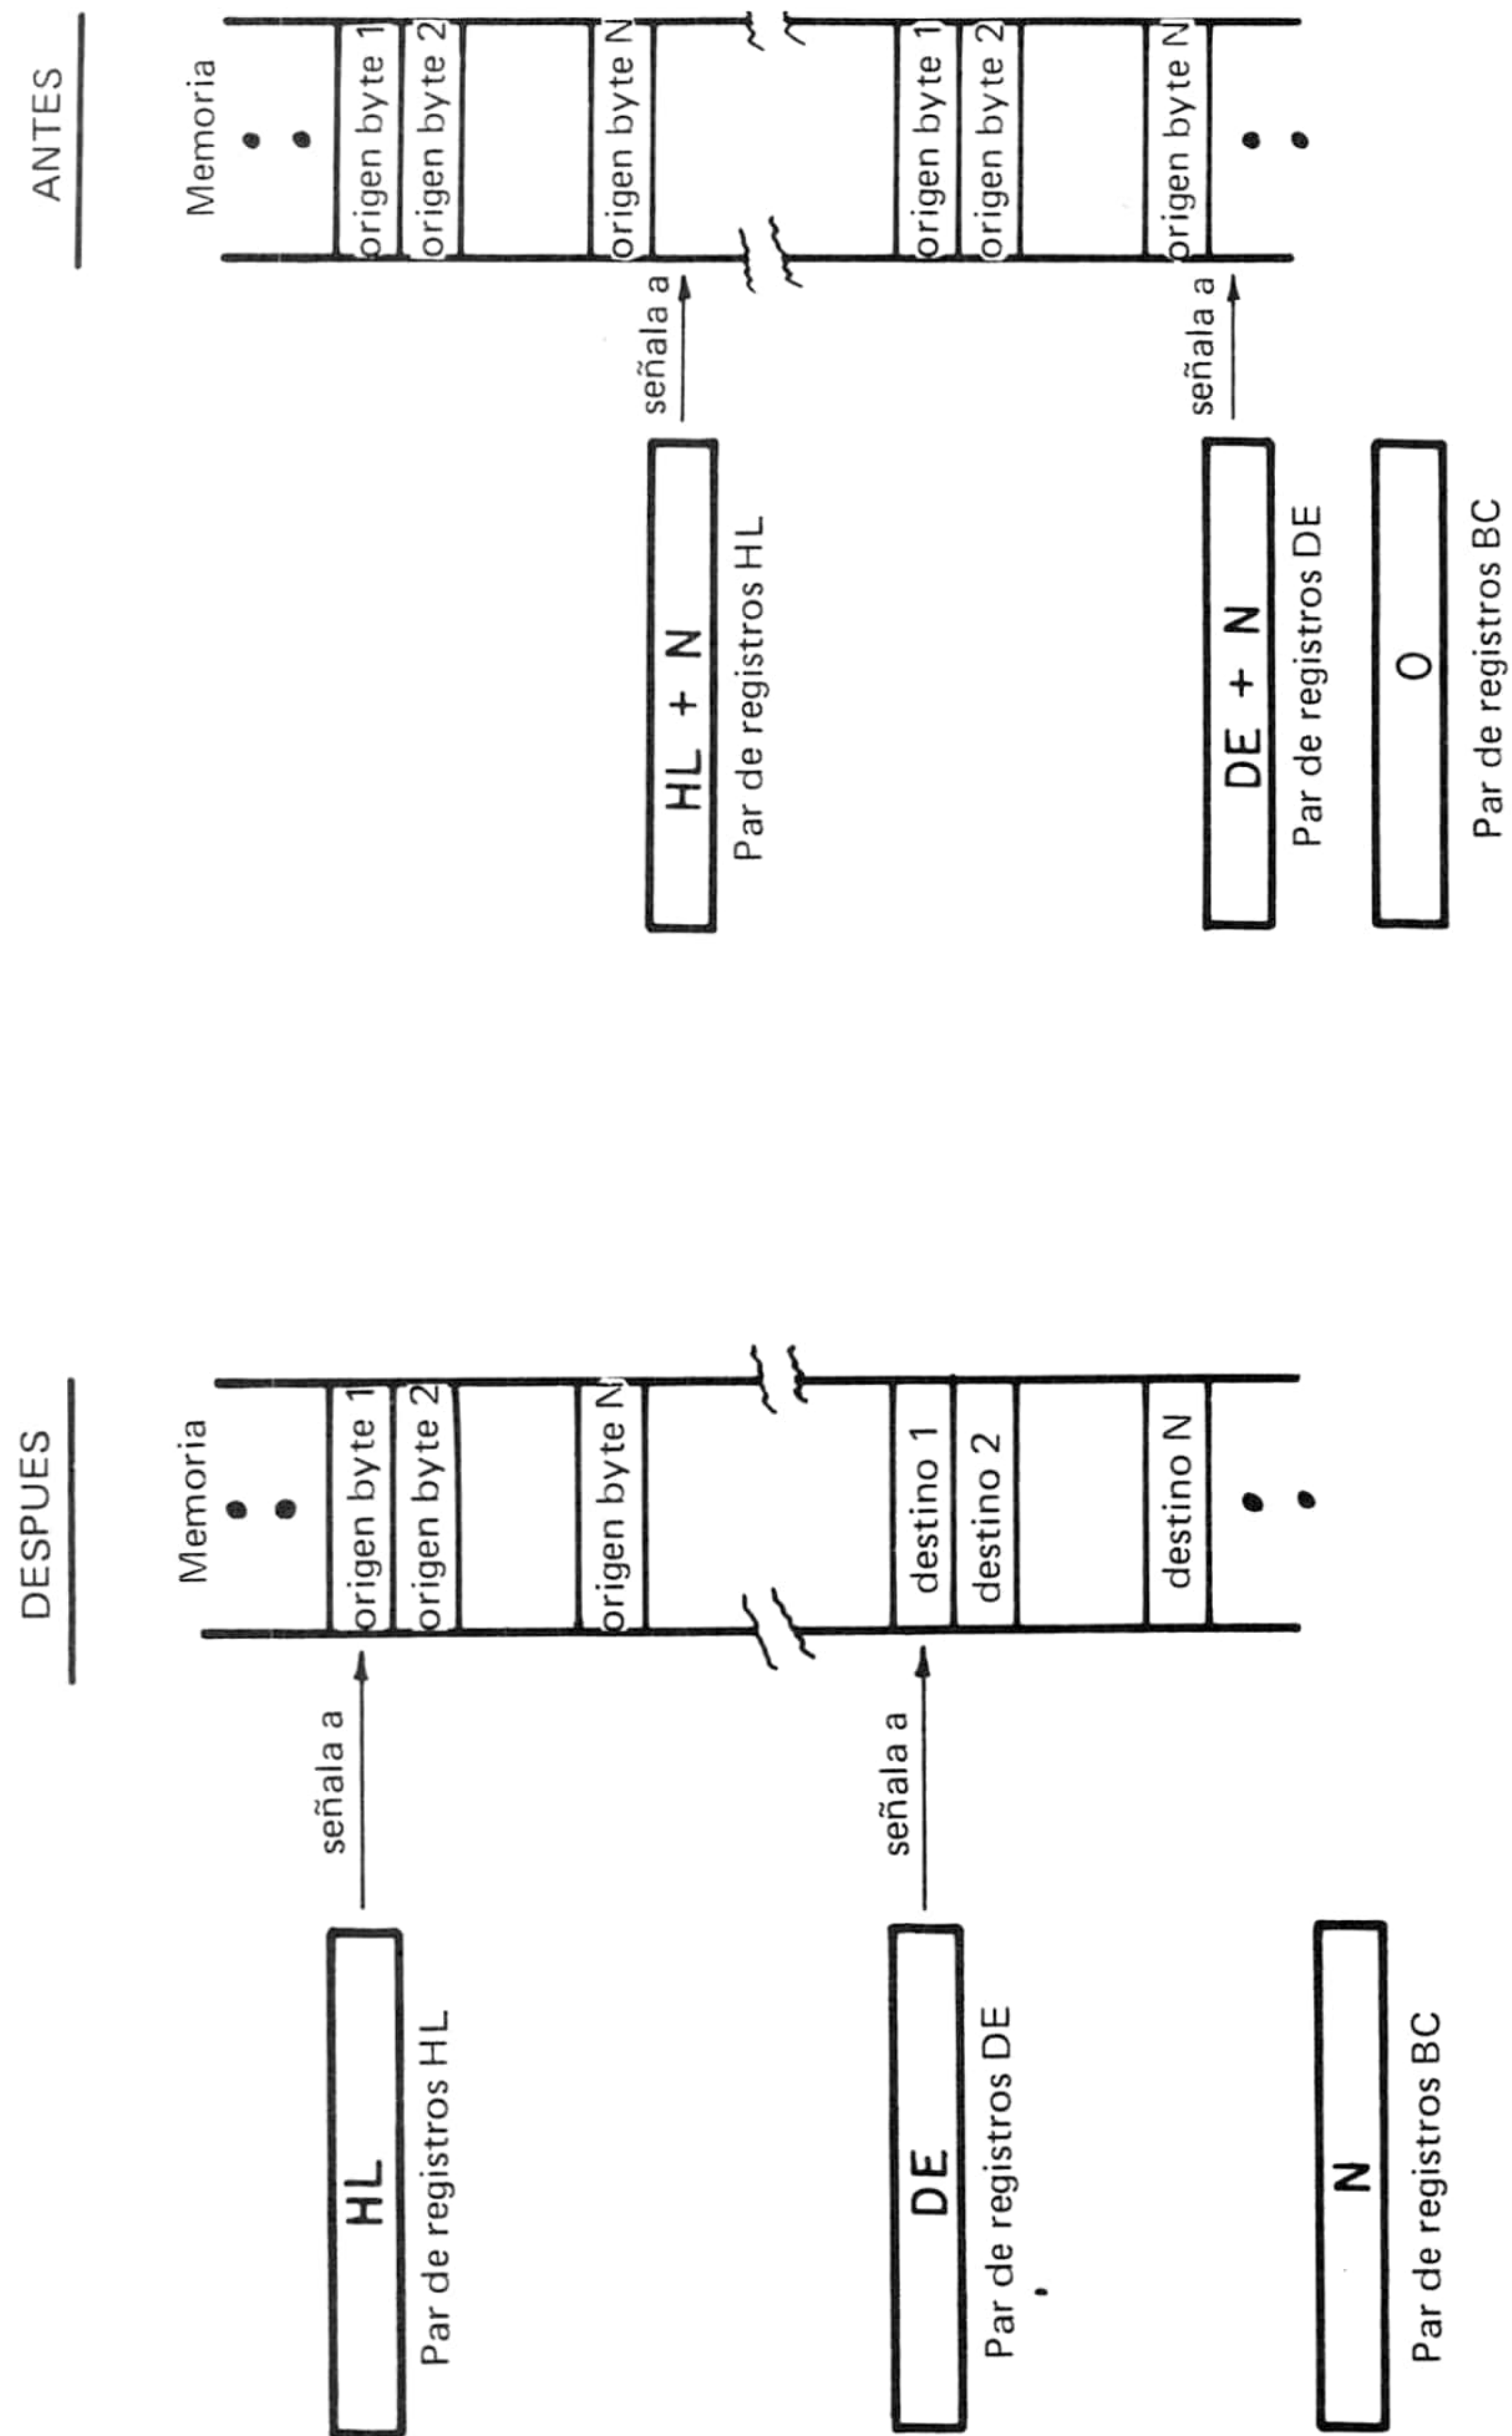 DESPUES
Memoria
señala a
origen byte 1
origen byte 2
HL
Par de registros HL
origen byte N
señala a
destino 1
DE
destino 2
Par de registros DE
destino N
N
Par de registros BC
ANTES
Memoria
origen byte 1
origen byte 2
origen byte N
señala a
HL + N
Par de registros HL
origen byte 1
origen byte 2
origen byte N
señala a
DE + N
Par de registros DE
O
Par de registros BC